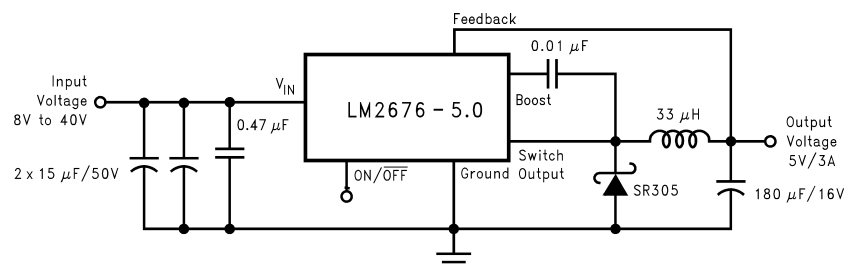 Feedback
0.01 μF
Input
Voltage
8V to 40V
VIN
LM2676 – 5.0
Boost
0.47 μF
33 μH
Output
Voltage
5V/3A
2 x 15 μF/50V
ON/OFF
Ground
Switch
Output
SR305
180 μF/16V